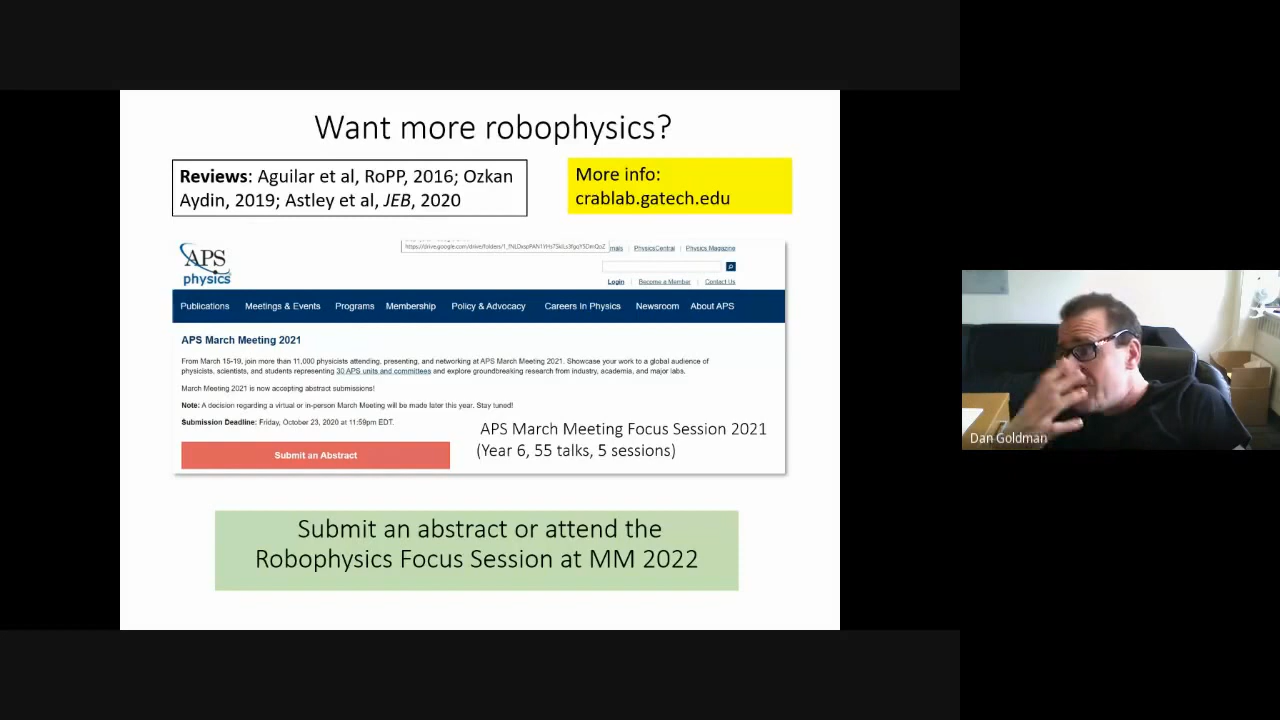 Want more robophysics?
Reviews: Aguilar et al, RoPP, 2016; Ozkan
Aydin, 2019; Astley et al, JEB, 2020
More info:
crablab.gatech.edu
APS
physics
PhysicsCentral | Physics Magazine
Login | Become a Member | Contact Us
Publications Meetings & Events Programs Membership Policy & Advocacy Careers In Physics Newsroom About APS
APS March Meeting 2021
From March 15-19, join more than 11,000 physicists attending, presenting, and networking at APS March Meeting 2021. Showcase your work to a global audience of
physicists, scientists, and students representing 30 APS units and committees and explore groundbreaking research from industry, academia, and major labs.
March Meeting 2021 is now accepting abstract submissions!
Note: A decision regarding a virtual or in-person March Meeting will be made later this year. Stay tuned!
Submission Deadline: Friday, October 23, 2020 at 11:59pm EDT.
Submit an Abstract
APS March Meeting Focus Session 2021
(Year 6, 55 talks, 5 sessions)
Submit an abstract or attend the
Robophysics Focus Session at MM 2022
Dan Goldman